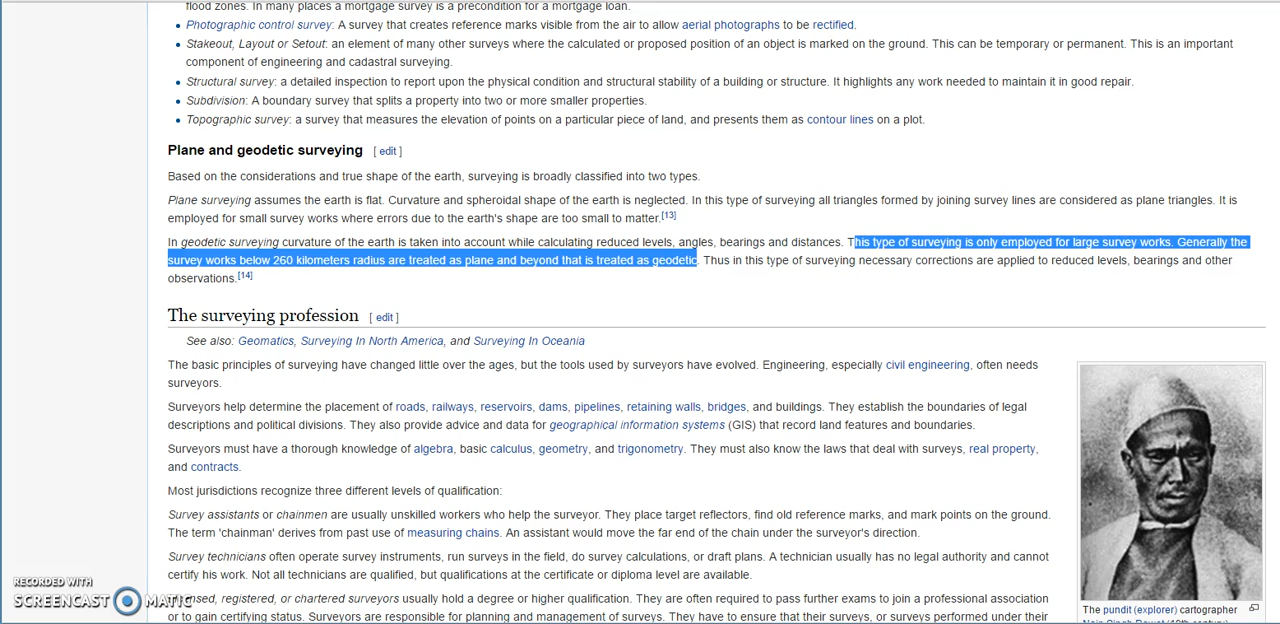 flood zones. In many places a mortgage survey is a precondition for a mortgage loan.
Photographic control survey: A survey that creates reference marks visible from the air to allow aerial photographs to be rectified.
Stakeout, Layout or Setout: an element of many other surveys where the calculated or proposed position of an object is marked on the ground. This can be temporary or permanent. This is an important
component of engineering and cadastral surveying.
Structural survey: a detailed inspection to report upon the physical condition and structural stability of a building or structure. It highlights any work needed to maintain it in good repair.
Subdivision: A boundary survey that splits a property into two or more smaller properties.
Topographic survey: a survey that measures the elevation of points on a particular piece of land, and presents them as contour lines on a plot.
Plane and geodetic surveying [ edit ]
Based on the considerations and true shape of the earth, surveying is broadly classified into two types.
Plane surveying assumes the earth is flat. Curvature and spheroidal shape of the earth is neglected. In this type of surveying all triangles formed by joining survey lines are considered as plane triangles. It is
employed for small survey works where errors due to the earth's shape are too small to matter.[13]
In geodetic surveying curvature of the earth is taken into account while calculating reduced levels, angles, bearings and distances. This type of surveying is only employed for large survey works. Generally the
survey works below 260 kilometers radius are treated as plane and beyond that is treated as geodetic. Thus in this type of surveying necessary corrections are applied to reduced levels, bearings and other
observations.[14]
The surveying profession [ edit ]
See also: Geomatics, Surveying In North America, and Surveying In Oceania
The basic principles of surveying have changed little over the ages, but the tools used by surveyors have evolved. Engineering, especially civil engineering, often needs
surveyors.
Surveyors help determine the placement of roads, railways, reservoirs, dams, pipelines, retaining walls, bridges, and buildings. They establish the boundaries of legal
descriptions and political divisions. They also provide advice and data for geographical information systems (GIS) that record land features and boundaries.
Surveyors must have a thorough knowledge of algebra, basic calculus, geometry, and trigonometry. They must also know the laws that deal with surveys, real property,
and contracts.
Most jurisdictions recognize three different levels of qualification:
Survey assistants or chainmen are usually unskilled workers who help the surveyor. They place target reflectors, find old reference marks, and mark points on the ground.
The term 'chainman' derives from past use of measuring chains. An assistant would move the far end of the chain under the surveyor's direction.
Survey technicians often operate survey instruments, run surveys in the field, do survey calculations, or draft plans. A technician usually has no legal authority and cannot
certify his work. Not all technicians are qualified, but qualifications at the certificate or diploma level are available.
registered, or chartered surveyors usually hold a degree or higher qualification. They are often required to pass further exams to join a professional association
or to gain certifying status. Surveyors are responsible for planning and management of surveys. They have to ensure that their surveys, or surveys performed under their
The pundit (explorer) cartographer
Nain Singh Rawat (19th century)
RECORDED WITH
SCREENCAST MATIC